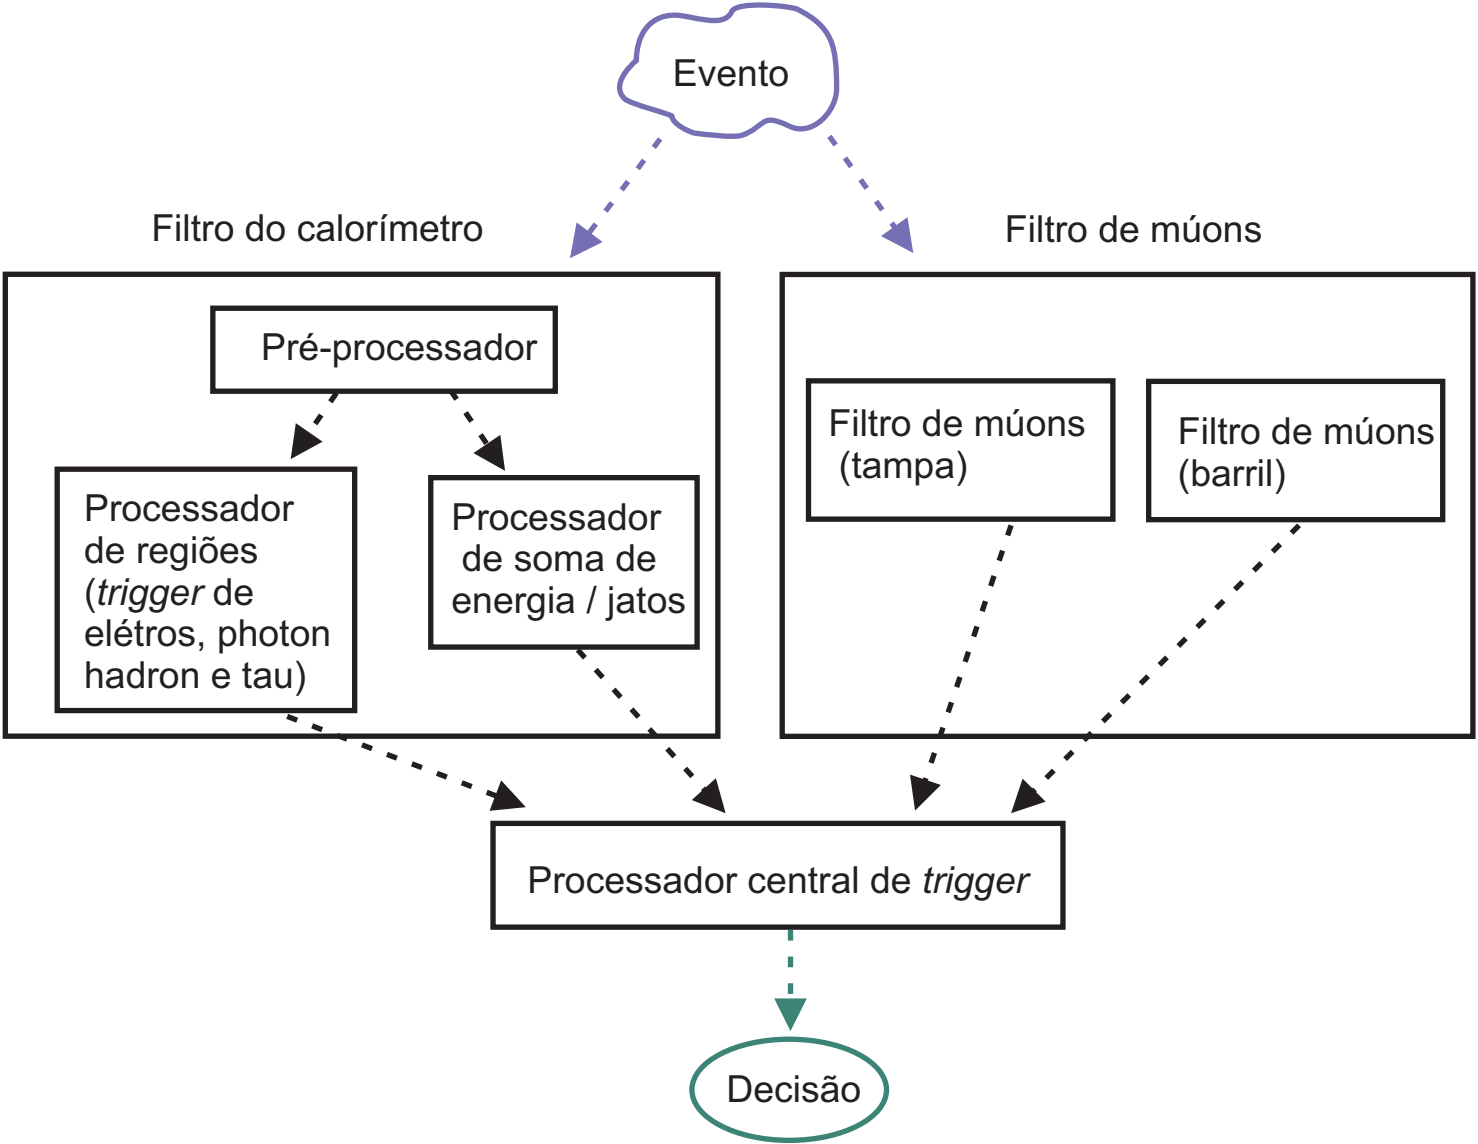 Evento
Filtro do calorímetro
Filtro de múons
Pré-processador
Processador
de regiões
(trigger de
elétros, photon
hadron e tau)
Processador
de soma de
energia / jatos
Filtro de múons
(tampa)
Filtro de múons
(barril)
Processador central de trigger
Decisão